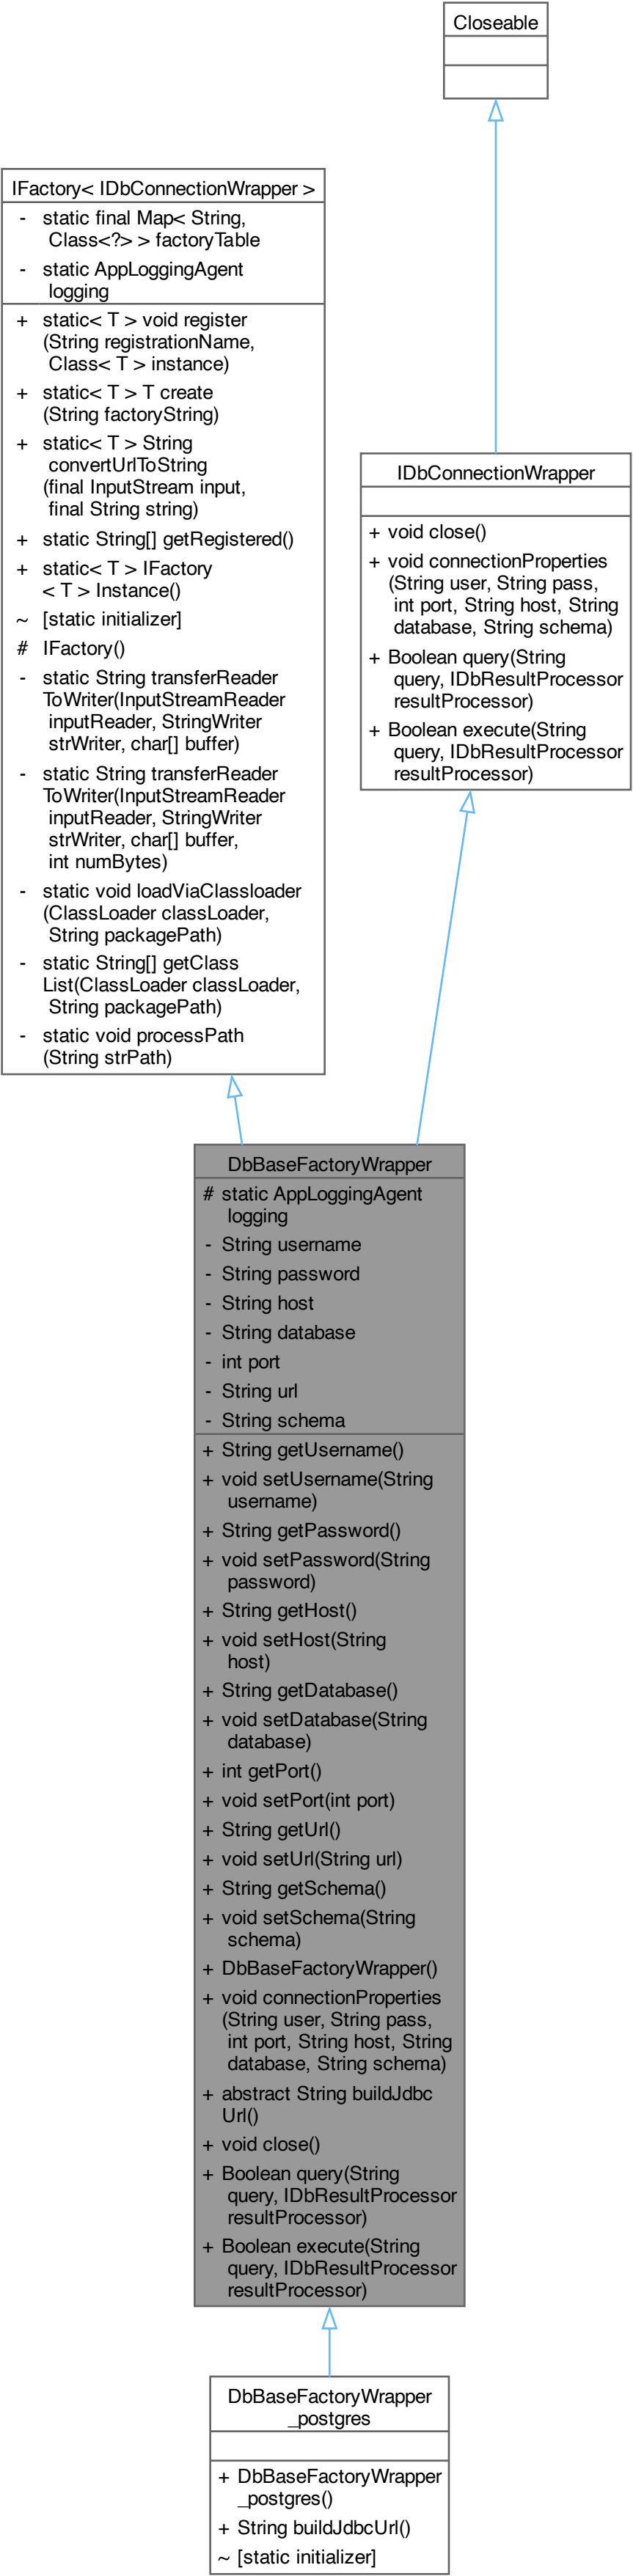 Closeable
IFactory< IDbConnectionWrapper >
- static final Map< String,
Class<?> > factoryTable
- static AppLoggingAgent
logging
+ static< T > void register
(String registrationName,
Class< T > instance)
+ static< T > T create
(String factoryString)
+ static< T > String
convertUrlToString
(final InputStream input,
final String string)
+ static String[] getRegistered()
+ static< T > IFactory
< T > Instance()
~ [static initializer]
# IFactory()
- static String transferReader
ToWriter(InputStreamReader
inputReader, StringWriter
strWriter, char[] buffer)
- static String transferReader
ToWriter(InputStreamReader
inputReader, StringWriter
strWriter, char[] buffer,
int numBytes)
- static void loadViaClassloader
(ClassLoader classLoader,
String packagePath)
- static String[] getClass
List(ClassLoader classLoader,
String packagePath)
- static void processPath
(String strPath)
IDbConnectionWrapper
+ void close()
+ void connectionProperties
(String user, String pass,
int port, String host, String
database, String schema)
+ Boolean query(String
query, IDbResultProcessor
resultProcessor)
+ Boolean execute(String
query, IDbResultProcessor
resultProcessor)
DbBaseFactoryWrapper
# static AppLoggingAgent
logging
- String username
- String password
- String host
- String database
- int port
- String url
- String schema
+ String getUsername()
+ void setUsername(String
username)
+ String getPassword()
+ void setPassword(String
password)
+ String getHost()
+ void setHost(String
host)
+ String getDatabase()
+ void setDatabase(String
database)
+ int getPort()
+ void setPort(int port)
+ String getUrl()
+ void setUrl(String url)
+ String getSchema()
+ void setSchema(String
schema)
+ DbBaseFactoryWrapper()
+ void connectionProperties
(String user, String pass,
int port, String host, String
database, String schema)
+ abstract String buildJdbc
Url()
+ void close()
+ Boolean query(String
query, IDbResultProcessor
resultProcessor)
+ Boolean execute(String
query, IDbResultProcessor
resultProcessor)
DbBaseFactoryWrapper
_postgres
+ DbBaseFactoryWrapper
_postgres()
+ String buildJdbcUrl()
~ [static initializer]